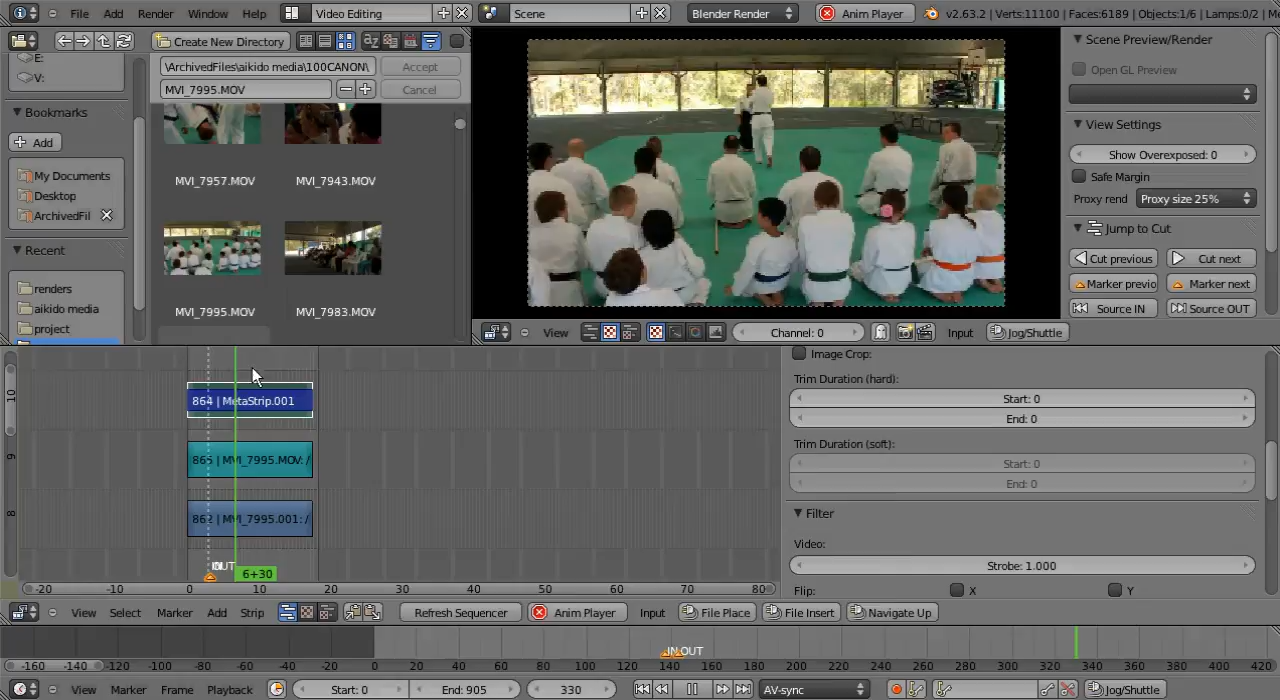 File Add Render Window Help Video Editing Scene Blender Render Anim Player v2.63.2 | Verts:11100 | Faces:6189 | Objects:1/6 | Lamps:0/2 |
Create New Directory
E:
V:
Bookmarks
Add
My Documents
Desktop
ArchivedFil
Recent
renders
aikido media
project
\ArchivedFiles\aikido media\100CANON\ Accept
MVI_7995.MOV Cancel
MVI_7957.MOV MVI_7943.MOV
MVI_7995.MOV MVI_7983.MOV
View Channel: 0 Input Jog/Shuttle
Scene Preview/Render
Open GL Preview
View Settings
Show Overexposed: 0
Safe Margin
Proxy rend Proxy size 25%
Jump to Cut
Cut previous Cut next
Marker previo Marker next
Source IN Source OUT
10
9
8
864 | MetaStrip.001
865 | MVI_7995.MOV: /
862 | MVI_7995.001: /
OUT
6+30
-20 -10 0 10 20 30 40 50 60 70 80
View Select Marker Add Strip Refresh Sequencer Anim Player Input File Place File Insert Navigate Up
Image Crop:
Trim Duration (hard):
Start: 0
End: 0
Trim Duration (soft):
Start: 0
End: 0
Filter
Video:
Strobe: 1.000
Flip: X Y
IN OUT
-160 -140 -120 -100 -80 -60 -40 -20 0 20 40 60 80 100 120 140 160 180 200 220 240 260 280 300 320 340 360 380 400 420
View Marker Frame Playback Start: 0 End: 905 330 AV-sync Jog/Shuttle